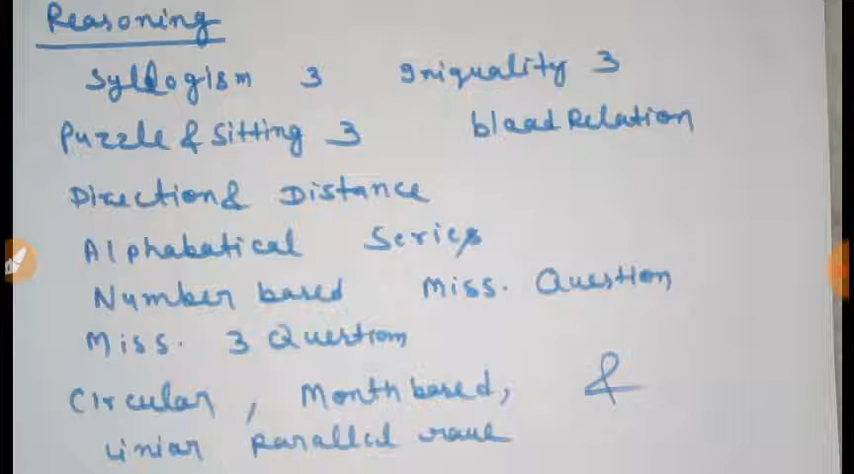 Reasoning
Syllogism 3 Iniquality 3
Puzzle & Sitting 3 blaad Relation
Direction & Distance
Alphabatical Series
Number based Miss. Question
Miss. 3 Question
Circular, Month based, &
Liniar Parallel